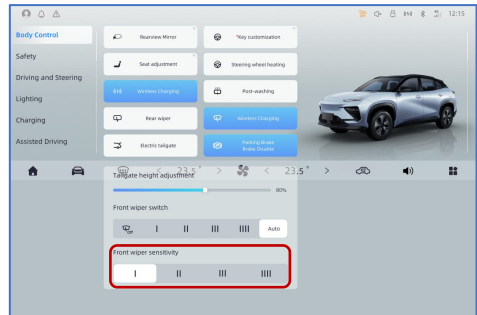 12:15
Body Control
Safety
Driving and Steering
Lighting
Charging
Assisted Driving
Rearview Mirror
"Key customization
Seat adjustment
Steering wheel heating
Wireless Charging
Post-washing
Rear wiper
Wireless Charging
Electric tailgate
Parking Brake
Brake Disable
< 23.5° >
< 23.5° >
Tailgate height adjustment
80%
Front wiper switch
Off I II III IIII Auto
Front wiper sensitivity
I II III IIII